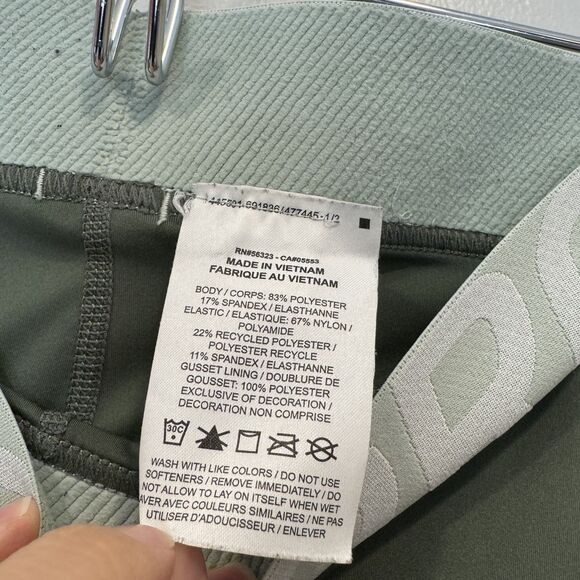 RN#56323 - CA#05553
MADE IN VIETNAM
FABRIQUE AU VIETNAM
BODY / CORPS: 83% POLYESTER
17% SPANDEX / ELASTHANNE
ELASTIC / ELASTIQUE: 67% NYLON /
POLYAMIDE
22% RECYCLED POLYESTER /
POLYESTER RECYCLE
11% SPANDEX / ELASTHANNE
GUSSET LINING / DOUBLURE DE
GOUSSET: 100% POLYESTER
EXCLUSIVE OF DECORATION /
DECORATION NON COMPRISE
30C
WASH WITH LIKE COLORS / DO NOT USE
SOFTENERS / REMOVE IMMEDIATELY / DO
NOT ALLOW TO LAY ON ITSELF WHEN WET
AVER AVEC COULEURS SIMILAIRES / NE PAS
UTILISER D'ADOUCISSEUR / ENLEVER